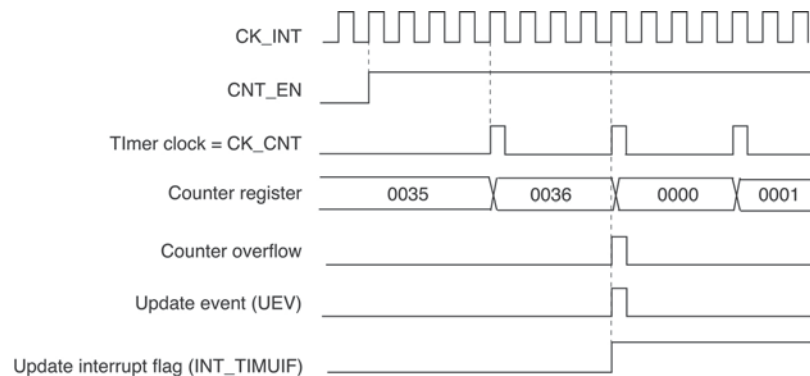 CK_INT
CNT_EN
TImer clock = CK_CNT
Counter register 0035 0036 0000 0001
Counter overflow
Update event (UEV)
Update interrupt flag (INT_TIMUIF)